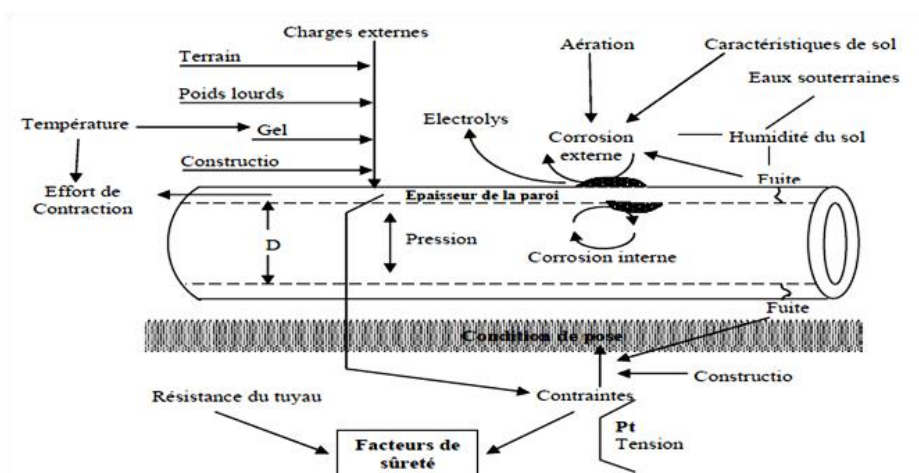 Charges externes
Aération
Caractéristiques de sol
Terrain
Eaux souterraines
Poids lourds
Electrolys
Température
Gel
Corrosion
externe
Humidité du sol
Constructio
Fuite
Effort de
Contraction
Epaisseur de la paroi
D
Pression
Corrosion interne
Fuite
Condition de pose
Constructio
Résistance du tuyau
Contraintes
Pt
Tension
Facteurs de
sûreté